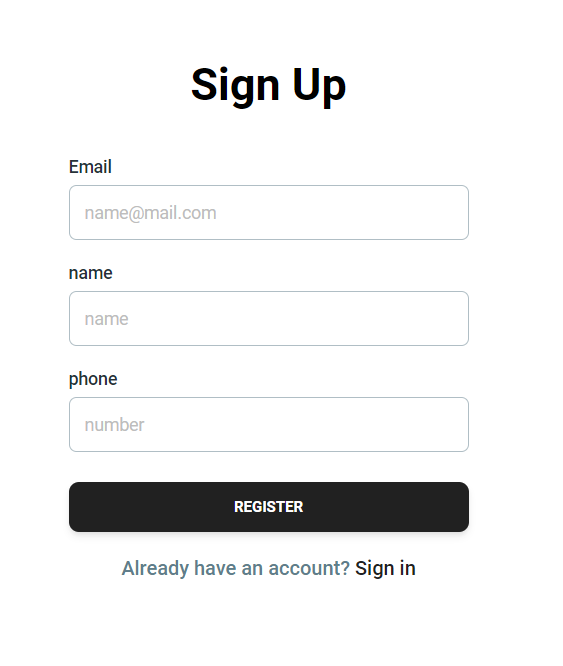 Sign Up
Email
name@mail.com
name
name
phone
number
REGISTER
Already have an account? Sign in